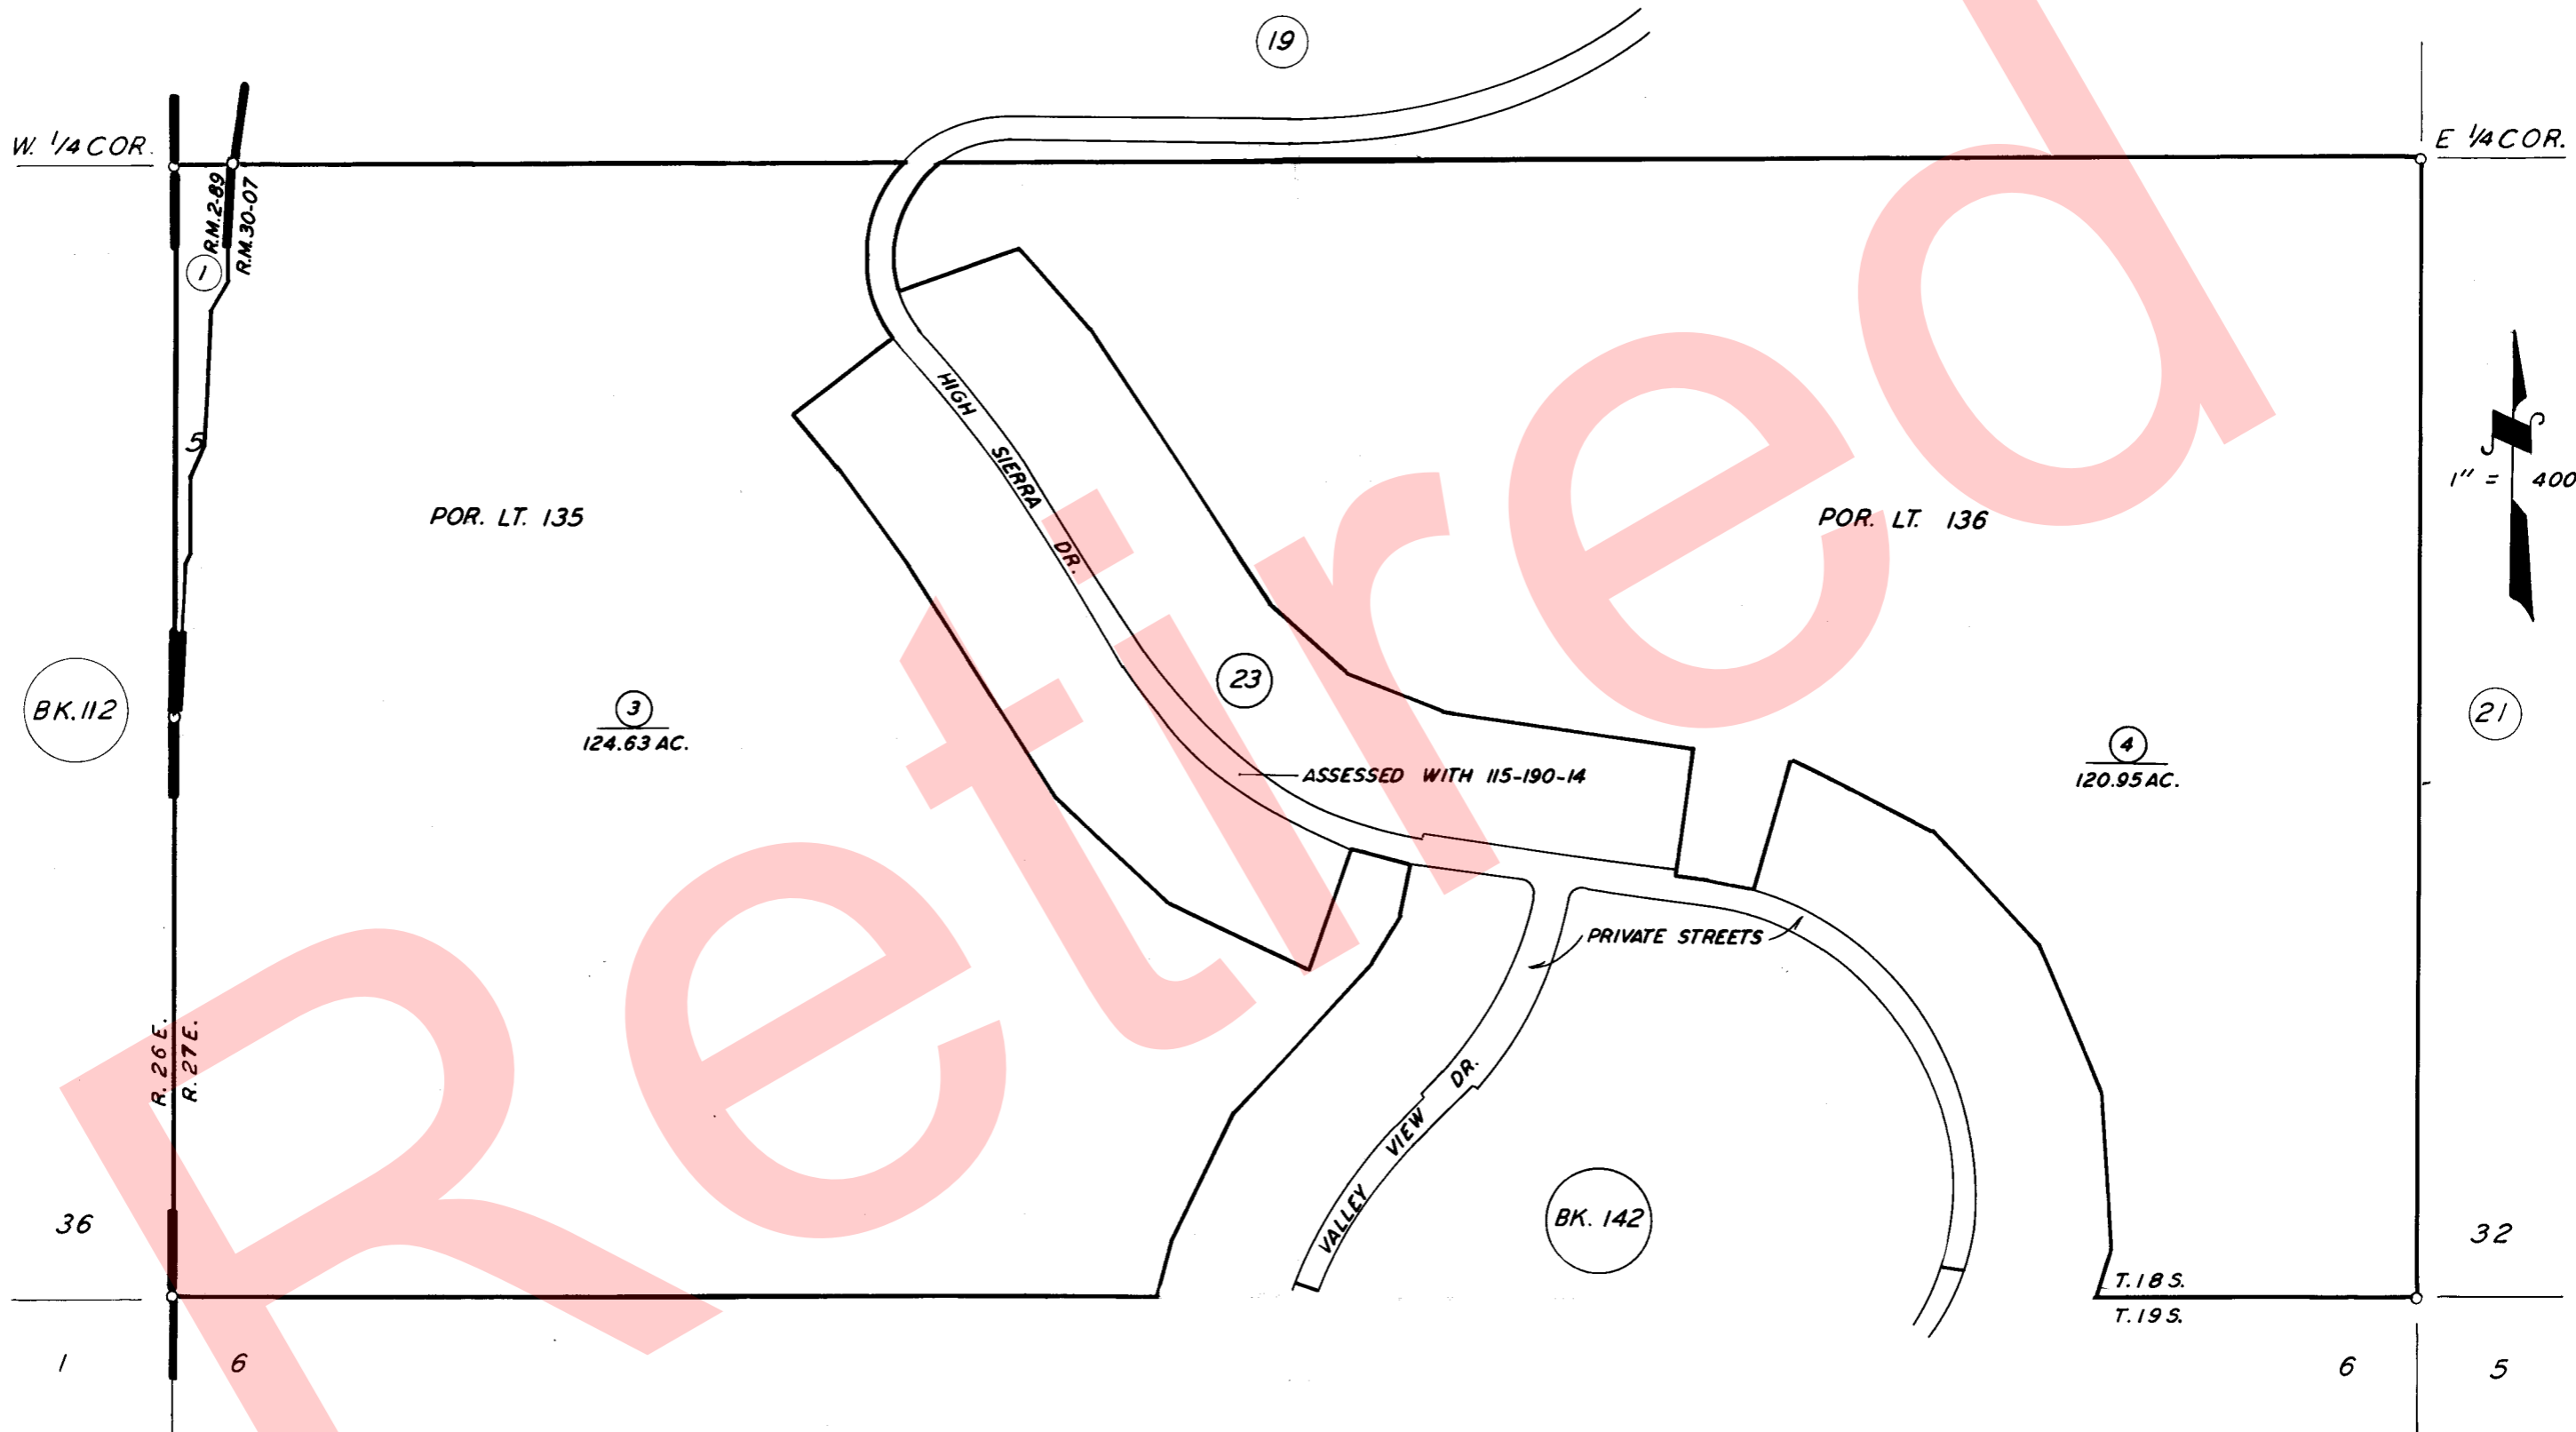 19
W. 1/4 COR.
E 1/4 COR.
R.M. 2-89
R.M. 30-07
1
HIGH SIERRA DR.
5
1" = 400
POR. LT. 135
POR. LT. 136
23
BK. 112
3
124.63 AC.
21
4
120.95 AC.
ASSESSED WITH 115-190-14
PRIVATE STREETS
R. 26 E.
R. 27 E.
VALLEY VIEW DR.
BK. 142
36
32
T. 18 S.
T. 19 S.
1
6
6
5
Retired